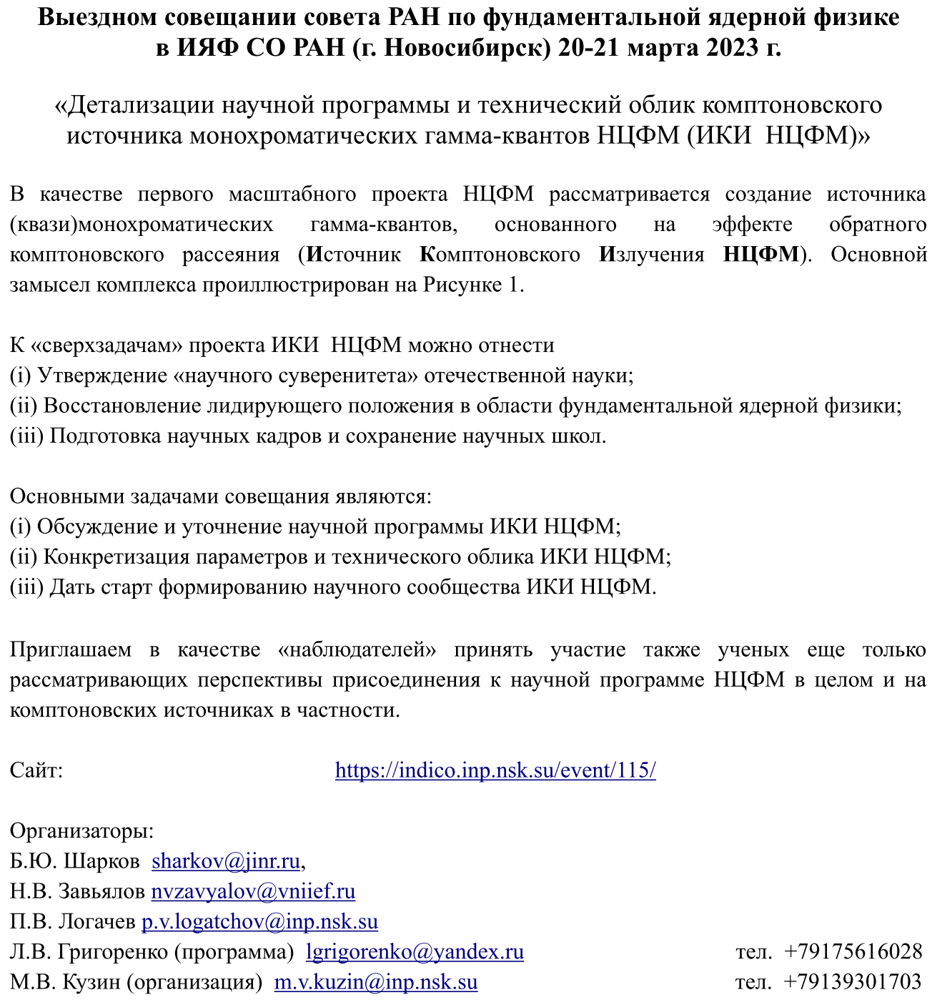 Выездном совещании совета РАН по фундаментальной ядерной физике
в ИЯФ СО РАН (г. Новосибирск) 20-21 марта 2023 г.
«Детализации научной программы и технический облик комптоновского
источника монохроматических гамма-квантов НЦФМ (ИКИ  НЦФМ)»
В качестве первого масштабного проекта НЦФМ рассматривается создание источника
(квази)монохроматических гамма-квантов, основанного на эффекте обратного
комптоновского рассеяния (Источник Комптоновского Излучения НЦФМ). Основной
замысел комплекса проиллюстрирован на Рисунке 1.
К «сверхзадачам» проекта ИКИ  НЦФМ можно отнести
(i) Утверждение «научного суверенитета» отечественной науки;
(ii) Восстановление лидирующего положения в области фундаментальной ядерной физики;
(iii) Подготовка научных кадров и сохранение научных школ.
Основными задачами совещания являются:
(i) Обсуждение и уточнение научной программы ИКИ НЦФМ;
(ii) Конкретизация параметров и технического облика ИКИ НЦФМ;
(iii) Дать старт формированию научного сообщества ИКИ НЦФМ.
Приглашаем в качестве «наблюдателей» принять участие также ученых еще только
рассматривающих перспективы присоединения к научной программе НЦФМ в целом и на
комптоновских источниках в частности.
Сайт: https://indico.inp.nsk.su/event/115/
Организаторы:
Б.Ю. Шарков  sharkov@jinr.ru,
Н.В. Завьялов nvzavyalov@vniief.ru
П.В. Логачев p.v.logatchov@inp.nsk.su
Л.В. Григоренко (программа)  lgrigorenko@yandex.ru тел.  +79175616028
М.В. Кузин (организация)  m.v.kuzin@inp.nsk.su тел.  +79139301703